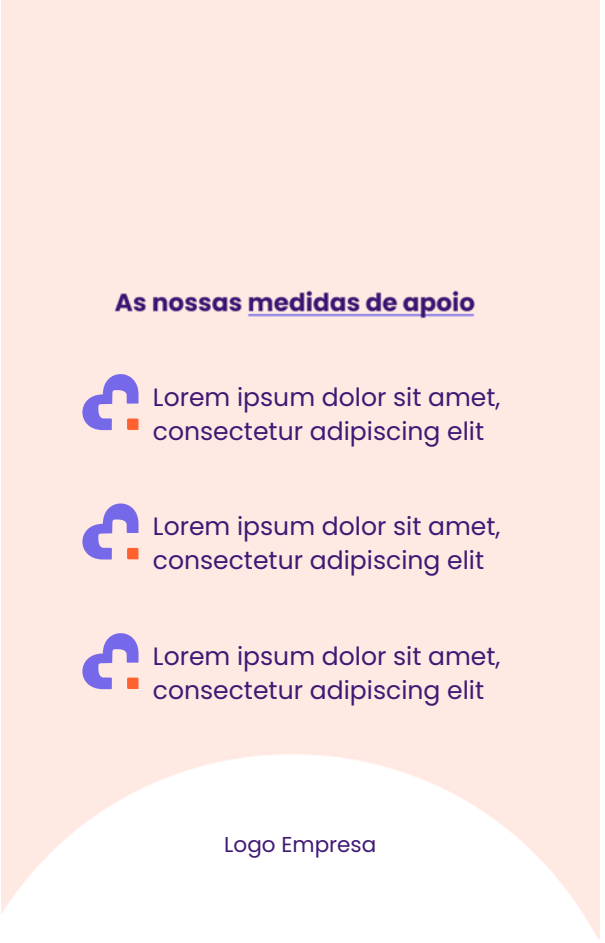 As nossas medidas de apoio
Lorem ipsum dolor sit amet,
consectetur adipiscing elit
Lorem ipsum dolor sit amet,
consectetur adipiscing elit
Lorem ipsum dolor sit amet,
consectetur adipiscing elit
Logo Empresa